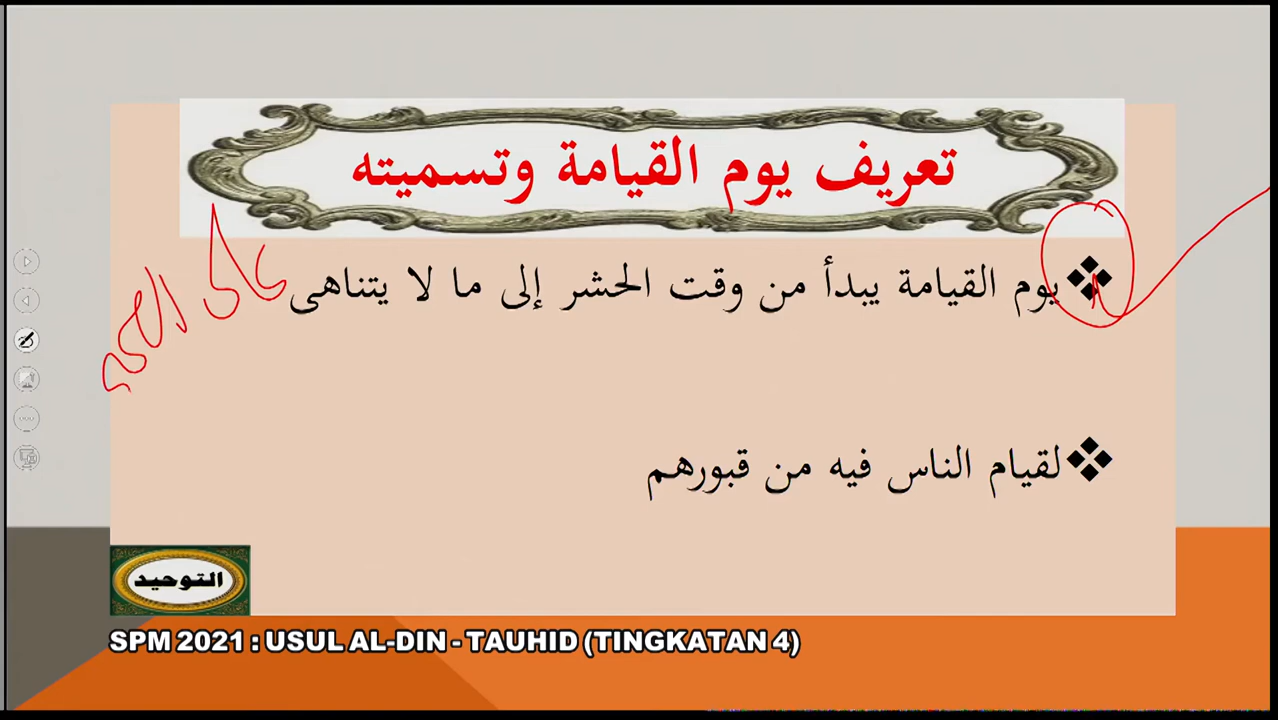 تعريف يوم القيامة وتسميته
يوم القيامة يبدأ من وقت الحشر إلى ما لا يتناهى
على
لقيام الناس فيه من قبورهم
التوحيد
SPM 2021 : USUL AL-DIN - TAUHID (TINGKATAN 4)